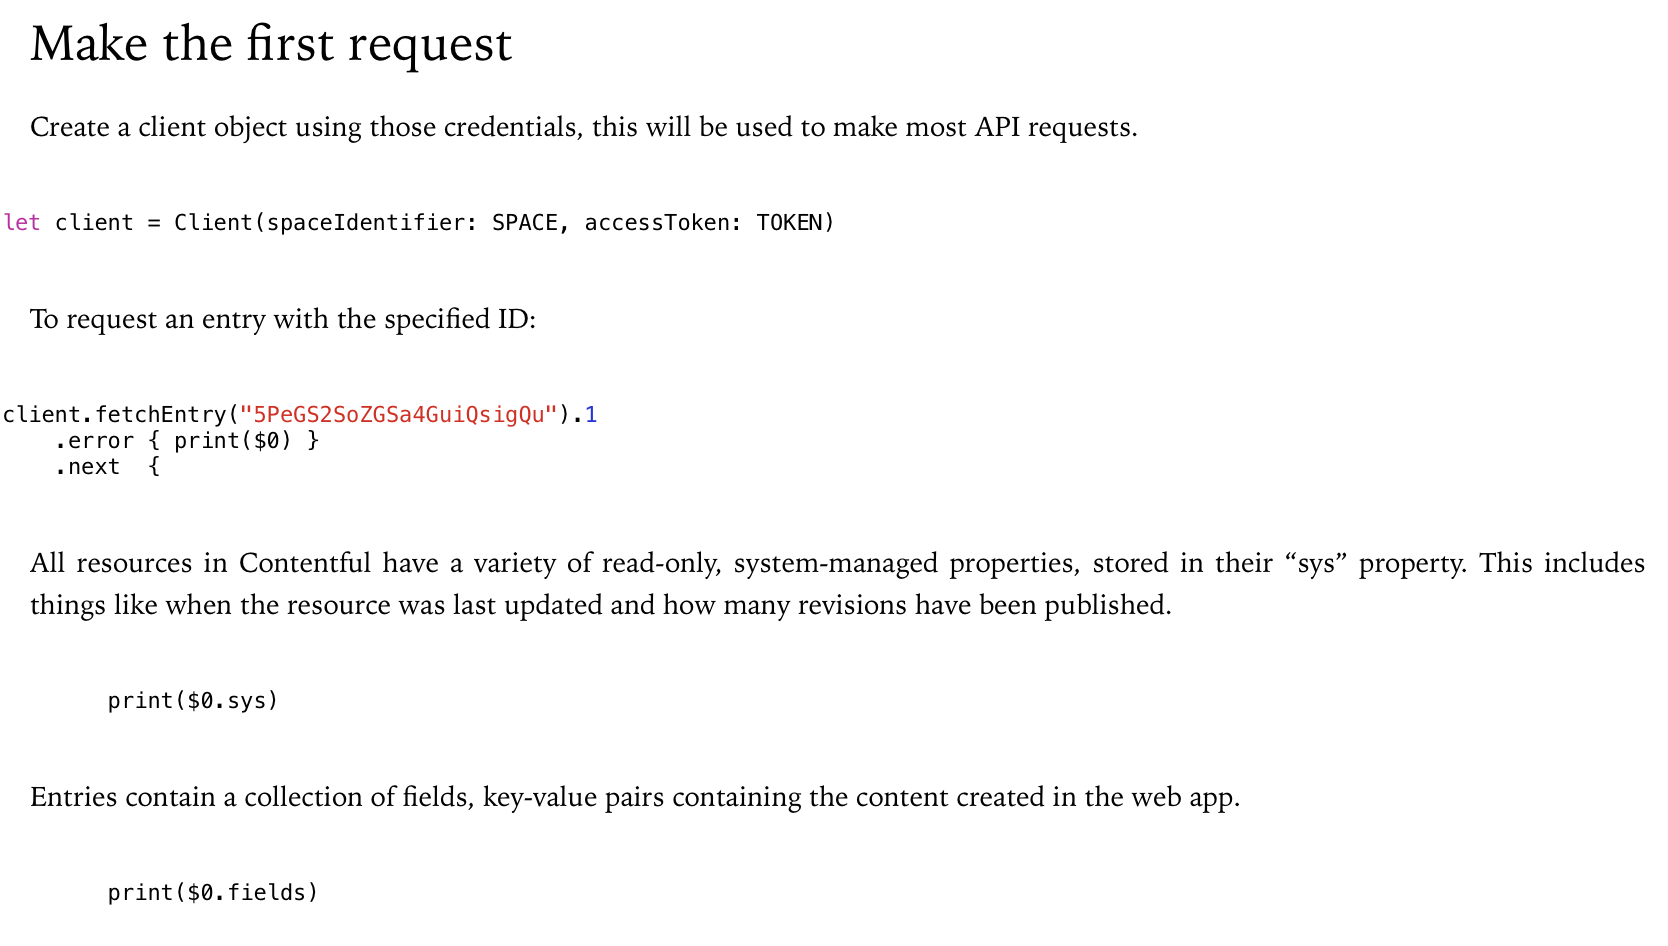 Make the first request
Create a client object using those credentials, this will be used to make most API requests.
let client = Client(spaceIdentifier: SPACE, accessToken: TOKEN)
To request an entry with the specified ID:
client.fetchEntry("5PeGS2SoZGSa4GuiQsigQu").1
    .error { print($0) }
    .next  {
All resources in Contentful have a variety of read-only, system-managed properties, stored in their “sys” property. This includes
things like when the resource was last updated and how many revisions have been published.
        print($0.sys)
Entries contain a collection of fields, key-value pairs containing the content created in the web app.
        print($0.fields)